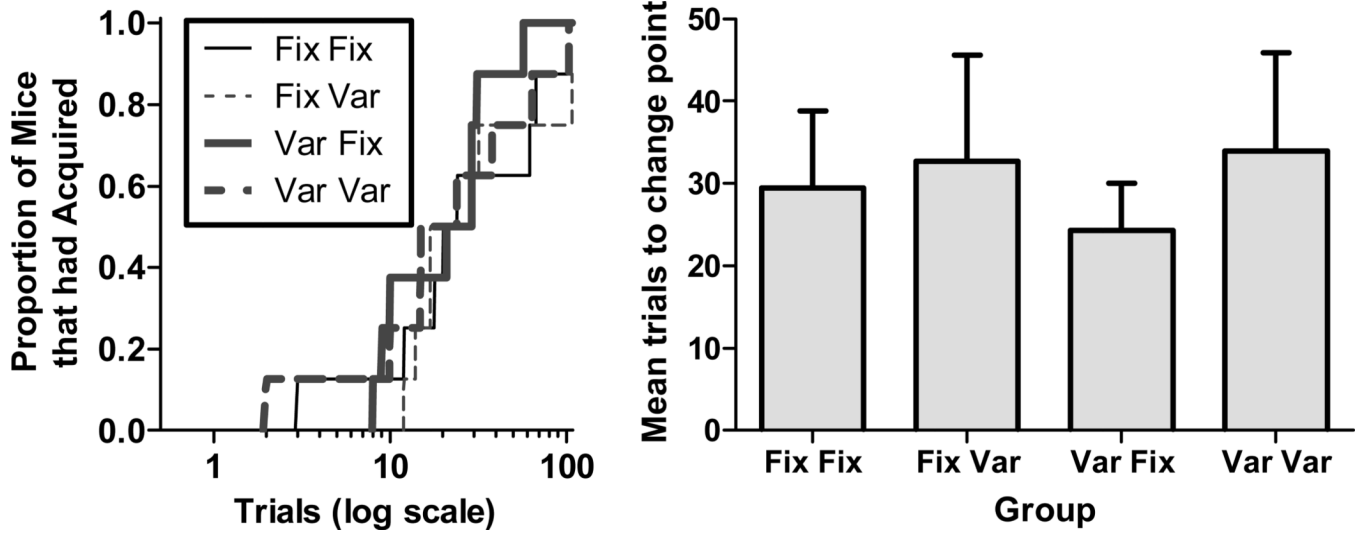 Proportion of Mice
that had Acquired
1.0
0.8
0.6
0.4
0.2
0.0
Fix Fix
Fix Var
Var Fix
Var Var
1
10
100
Trials (log scale)
Mean trials to change point
50
40
30
20
10
0
Fix Fix
Fix Var
Var Fix
Var Var
Group